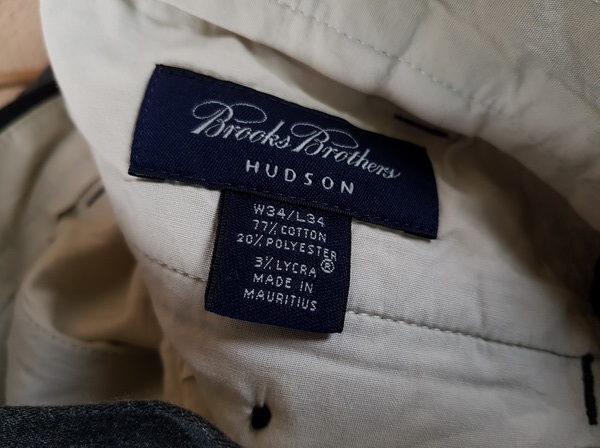 Brooks Brothers
HUDSON
W34/L34
77% COTTON
20% POLYESTER
3% LYCRA®
MADE IN
MAURITIUS